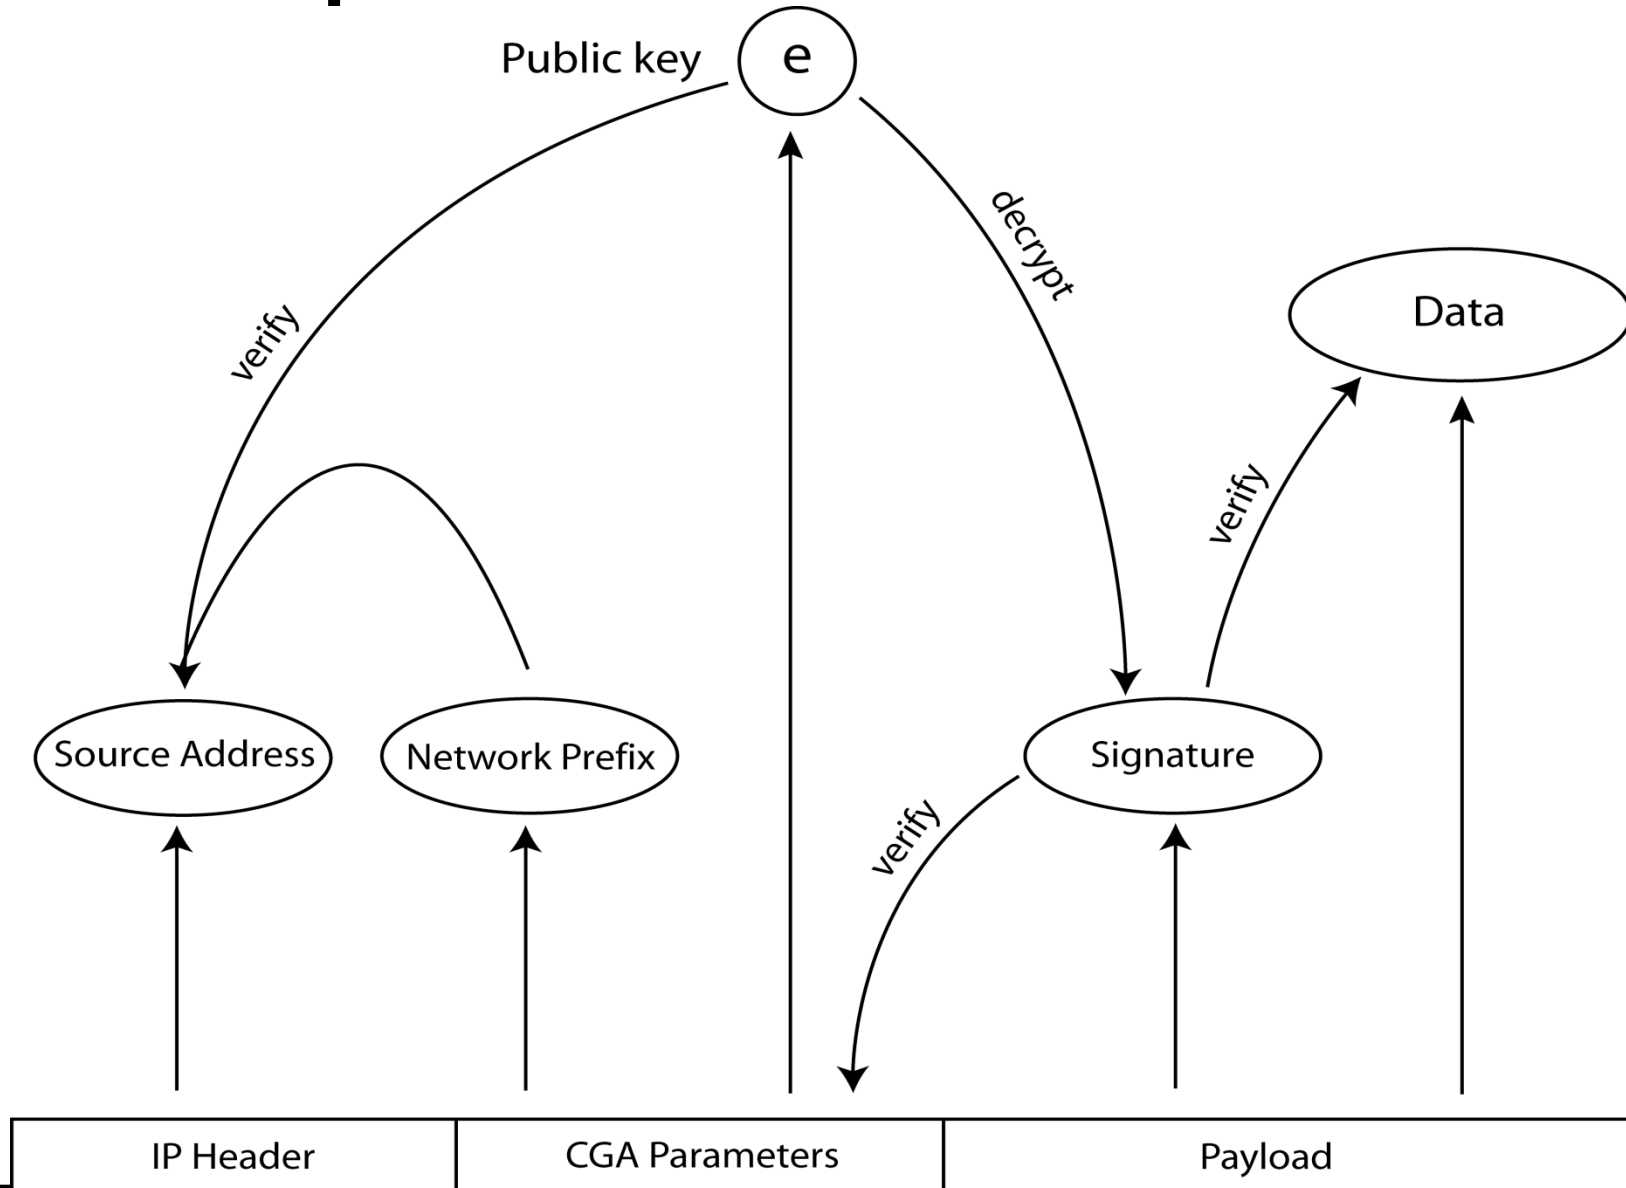 Public key
e
decrypt
Data
verify
verify
Source Address
Network Prefix
Signature
verify
IP Header
CGA Parameters
Payload